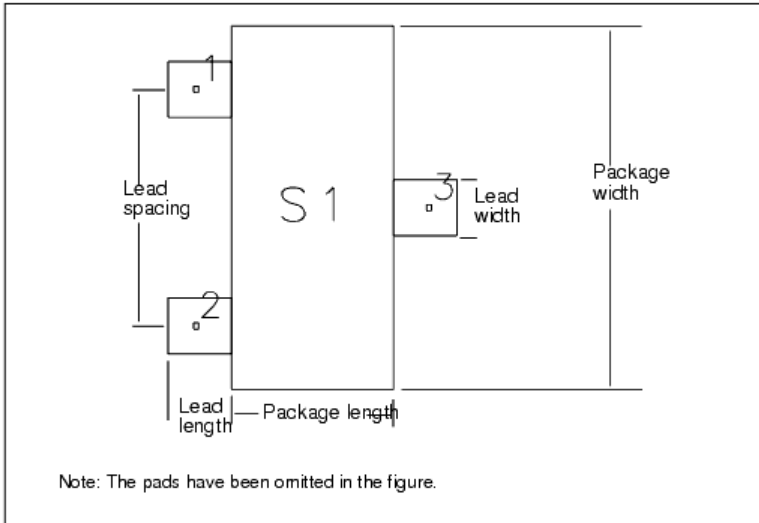 1
Lead
spacing
S1
3
Lead
width
Package
width
2
Lead
length
Package length
Note: The pads have been omitted in the figure.